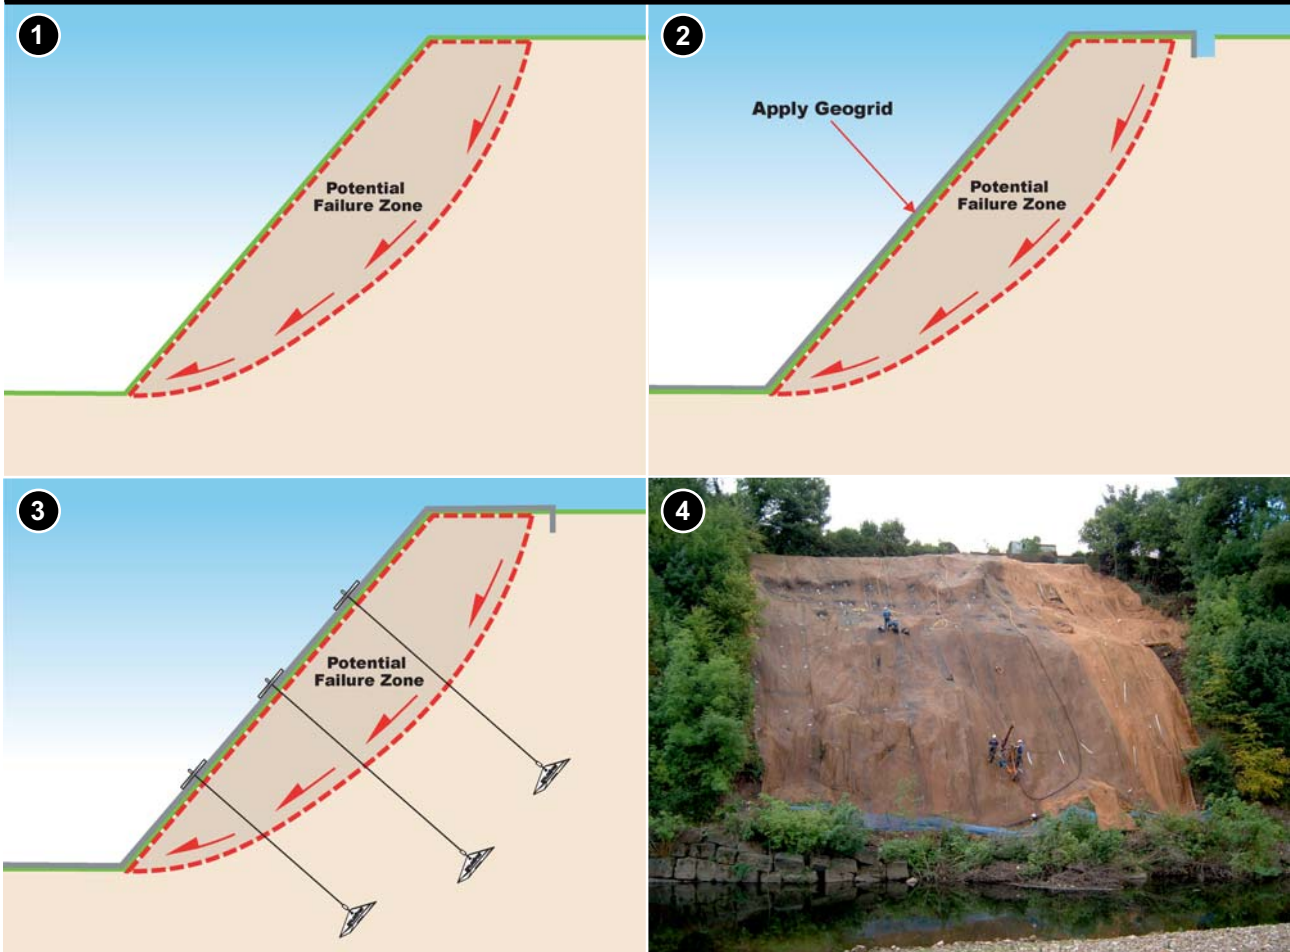 1
Potential
Failure Zone
2
Apply Geogrid
Potential
Failure Zone
3
Potential
Failure Zone
4